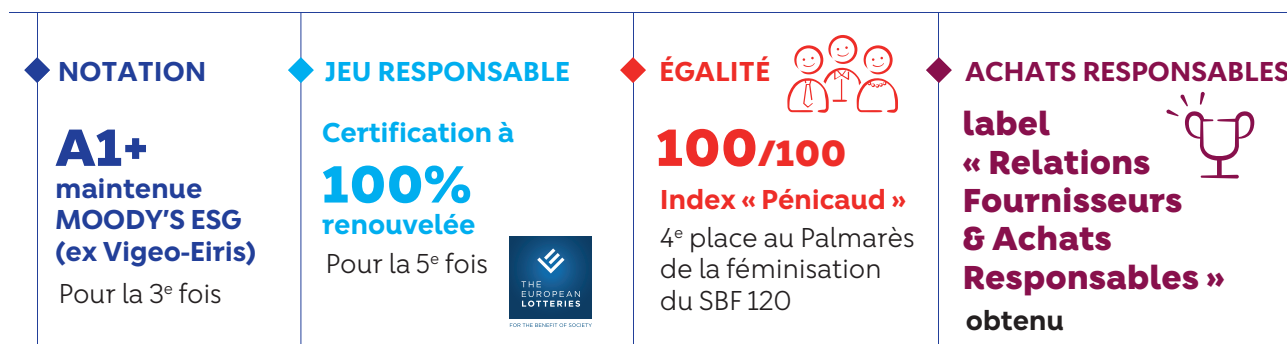 NOTATION
A1+
maintenue
MOODY'S ESG
(ex Vigeo-Eiris)
Pour la 3e fois
JEU RESPONSABLE
Certification à
100%
renouvelée
Pour la 5e fois
THE
EUROPEAN
LOTTERIES
FOR THE BENEFIT OF SOCIETY
ÉGALITÉ
100/100
Index « Pénicaud »
4e place au Palmarès
de la féminisation
du SBF 120
ACHATS RESPONSABLES
label
« Relations
Fournisseurs
& Achats
Responsables »
obtenu